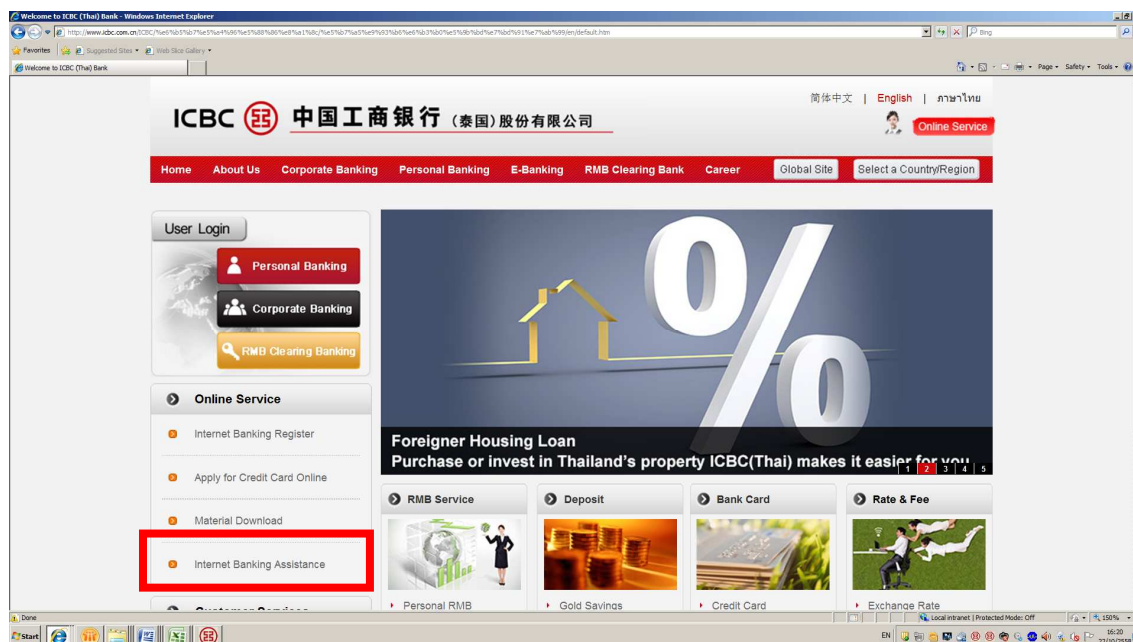 Welcome to ICBC (Thai) Bank - Windows Internet Explorer
Bing
Favorites Suggested Sites Web Slice Gallery
Welcome to ICBC (Thai) Bank
Page Safety Tools
简体中文 | English | ภาษาไทย
ICBC 中国工商银行 (泰国) 股份有限公司
Online Service
Home About Us Corporate Banking Personal Banking E-Banking RMB Clearing Bank Career Global Site Select a Country/Region
User Login
Personal Banking
Corporate Banking
RMB Clearing Banking
Online Service
Internet Banking Register
Apply for Credit Card Online
Material Download
Internet Banking Assistance
%
Foreigner Housing Loan
Purchase or invest in Thailand's property ICBC(Thai) makes it easier for you
1 2 3 4 5
RMB Service
Deposit
Bank Card
Rate & Fee
Personal RMB
Gold Savings
Credit Card
Exchange Rate
Done
Local intranet | Protected Mode: Off
150%
Start
EN
16:20